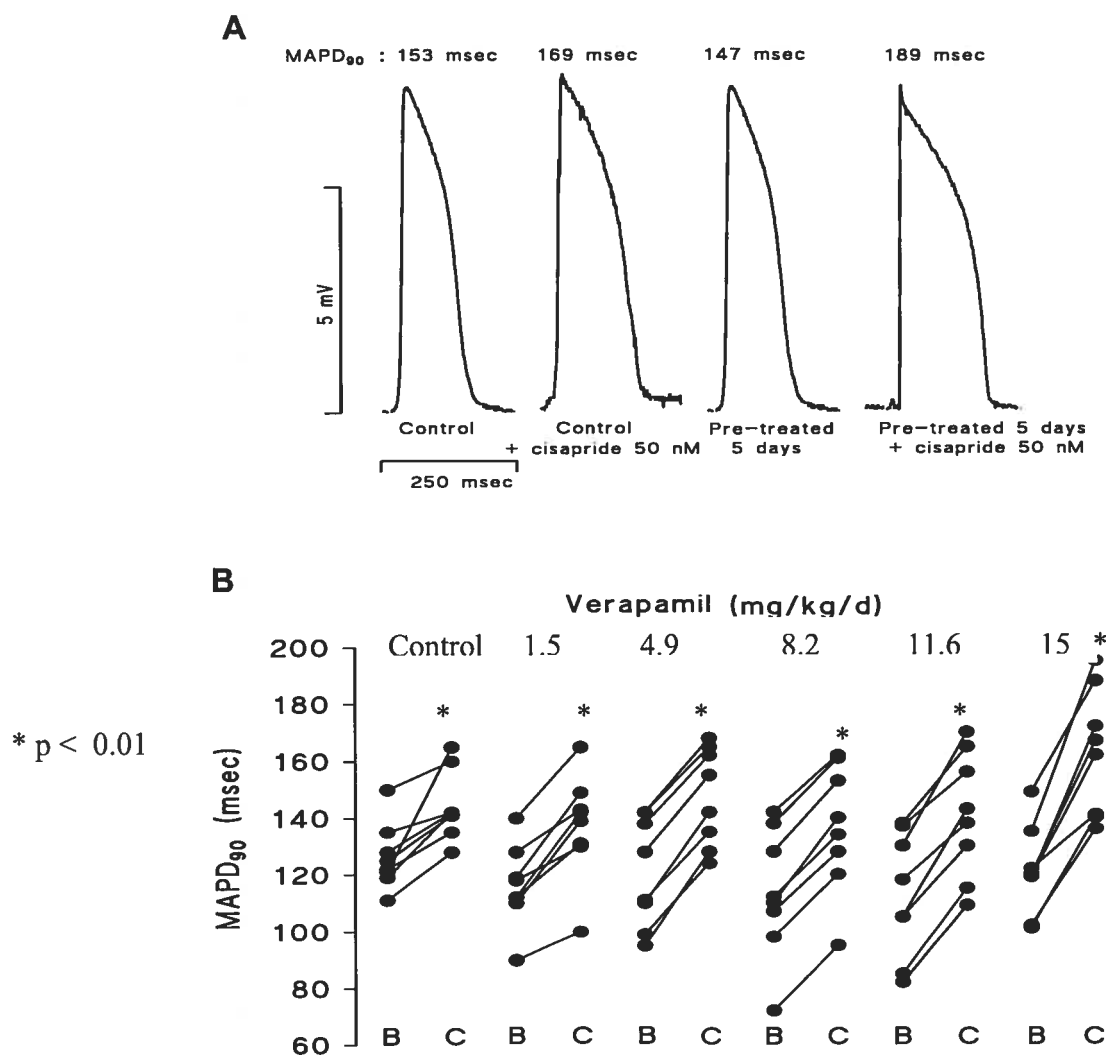 A
MAPD90 : 153 msec 169 msec 147 msec 189 msec
5 mV
Control Control Pre-treated Pre-treated 5 days
+ cisapride 50 nM 5 days + cisapride 50 nM
250 msec
B
Verapamil (mg/kg/d)
Control 1.5 4.9 8.2 11.6 15
* * * * * *
* p < 0.01
MAPD90 (msec)
200
180
160
140
120
100
80
60
B C B C B C B C B C B C